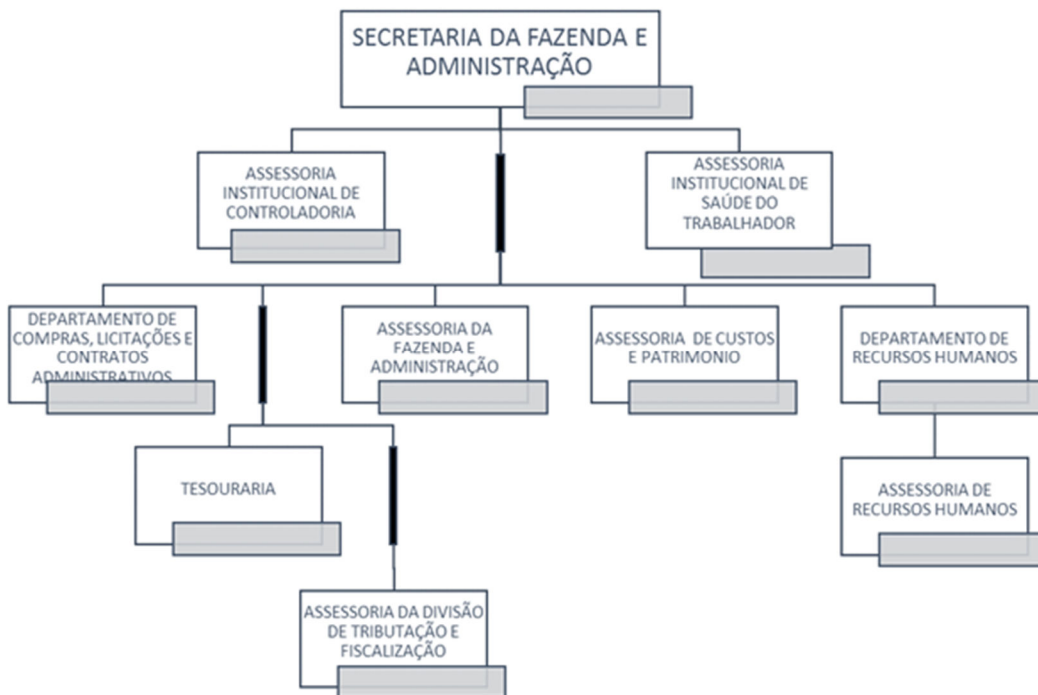 SECRETARIA DA FAZENDA E
ADMINISTRAÇÃO
ASSESSORIA
INSTITUCIONAL DE
CONTROLADORIA
ASSESSORIA
INSTITUCIONAL DE
SAÚDE DO
TRABALHADOR
DEPARTAMENTO DE
COMPRAS, LICITAÇÕES E
CONTRATOS
ADMINISTRATIVOS
ASSESSORIA DA
FAZENDA E
ADMINISTRAÇÃO
ASSESSORIA DE CUSTOS
E PATRIMONIO
DEPARTAMENTO DE
RECURSOS HUMANOS
TESOURARIA
ASSESSORIA DE
RECURSOS HUMANOS
ASSESSORIA DA DIVISÃO
DE TRIBUTAÇÃO E
FISCALIZAÇÃO